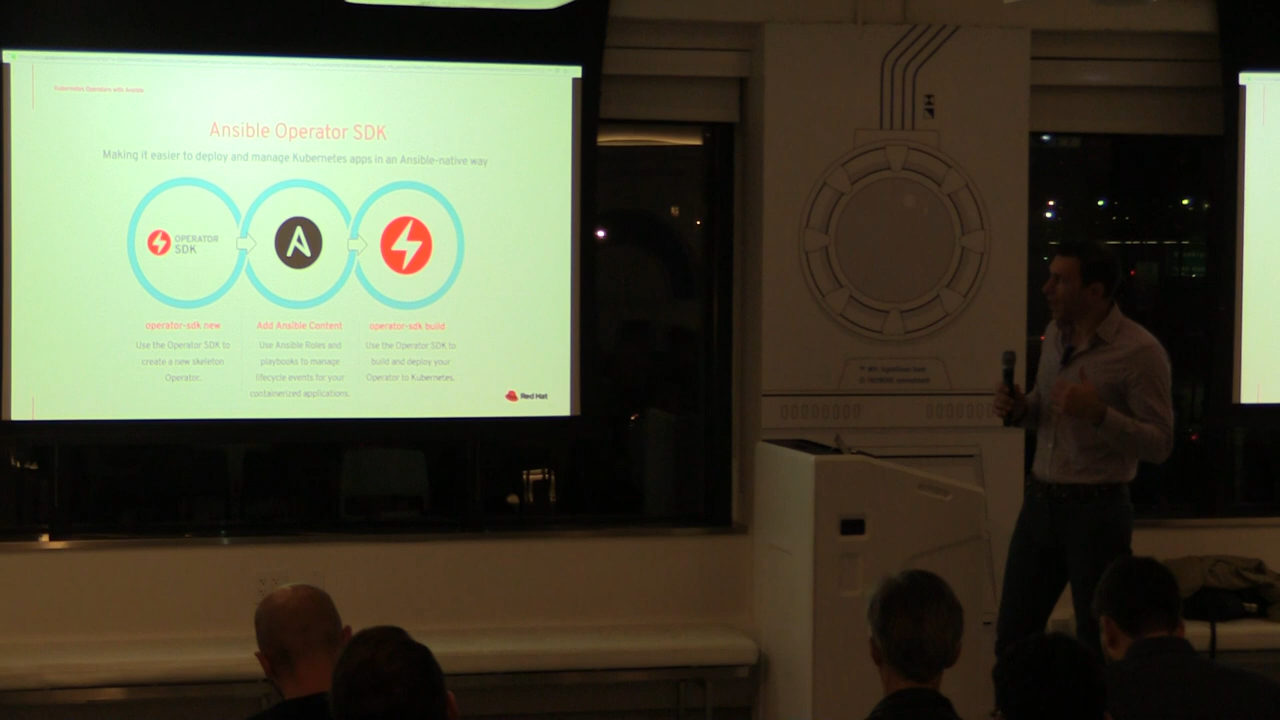 Kubernetes Operators with Ansible
Ansible Operator SDK
Making it easier to deploy and manage Kubernetes apps in an Ansible-native way
OPERATOR
SDK
operator-sdk new
Use the Operator SDK to
create a new skeleton
Operator.
Add Ansible Content
Use Ansible Roles and
playbooks to manage
lifecycle events for your
containerized applications.
operator-sdk build
Use the Operator SDK to
build and deploy your
Operator to Kubernetes.
Red Hat